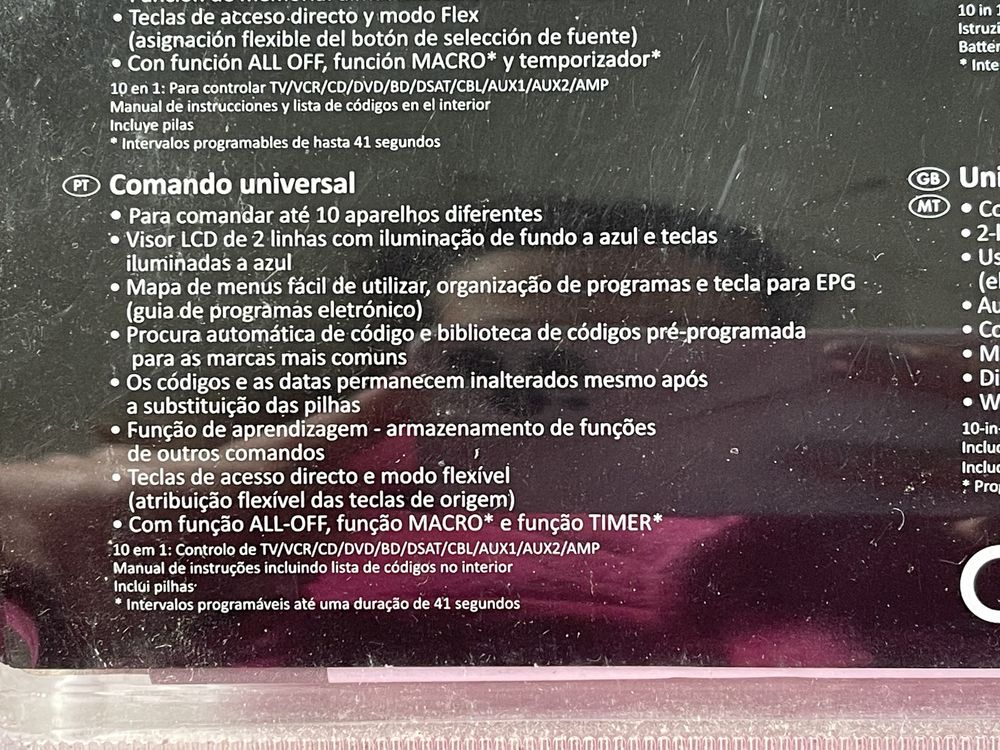 • Teclas de acceso directo y modo Flex
(asignación flexible del botón de selección de fuente)
• Con función ALL OFF, función MACRO* y temporizador*
10 en 1: Para controlar TV/VCR/CD/DVD/BD/DSAT/CBL/AUX1/AUX2/AMP
Manual de instrucciones y lista de códigos en el interior
Incluye pilas
* Intervalos programables de hasta 41 segundos
PT Comando universal
• Para comandar até 10 aparelhos diferentes
• Visor LCD de 2 linhas com iluminação de fundo a azul e teclas
iluminadas a azul
• Mapa de menus fácil de utilizar, organização de programas e tecla para EPG
(guia de programas eletrónico)
• Procura automática de código e biblioteca de códigos pré-programada
para as marcas mais comuns
• Os códigos e as datas permanecem inalterados mesmo após
a substituição das pilhas
• Função de aprendizagem - armazenamento de funções
de outros comandos
• Teclas de acesso directo e modo flexível
(atribuição flexível das teclas de origem)
• Com função ALL-OFF, função MACRO* e função TIMER*
10 em 1: Controlo de TV/VCR/CD/DVD/BD/DSAT/CBL/AUX1/AUX2/AMP
Manual de instruções incluindo lista de códigos no interior
Inclui pilhas
* Intervalos programáveis até uma duração de 41 segundos
10 in 1
GB
MT
10-in-